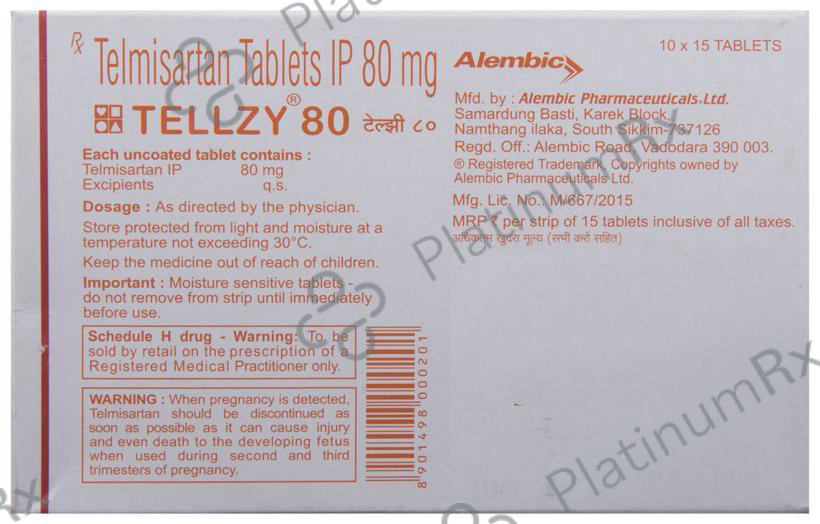 Rx Telmisartan Tablets IP 80 mg
TELLZY® 80 टेल्झी ८०
Each uncoated tablet contains :
Telmisartan IP 80 mg
Excipients q.s.
Dosage : As directed by the physician.
Store protected from light and moisture at a
temperature not exceeding 30°C.
Keep the medicine out of reach of children.
Important : Moisture sensitive tablets -
do not remove from strip until immediately
before use.
Schedule H drug - Warning: To be
sold by retail on the prescription of a
Registered Medical Practitioner only.
WARNING : When pregnancy is detected,
Telmisartan should be discontinued as
soon as possible as it can cause injury
and even death to the developing fetus
when used during second and third
trimesters of pregnancy.
8901498000201
Alembic
10 x 15 TABLETS
Mfd. by : Alembic Pharmaceuticals Ltd.
Samardung Basti, Karek Block,
Namthang ilaka, South Sikkim-737126
Regd. Off.: Alembic Road, Vadodara 390 003.
® Registered Trademark, Copyrights owned by
Alembic Pharmaceuticals Ltd.
Mfg. Lic. No.: M/667/2015
MRP ₹ per strip of 15 tablets inclusive of all taxes.
अधिकतम खुदरा मूल्य (सभी करों सहित)
PlatinumRx
PlatinumRx
PlatinumRx
Rx